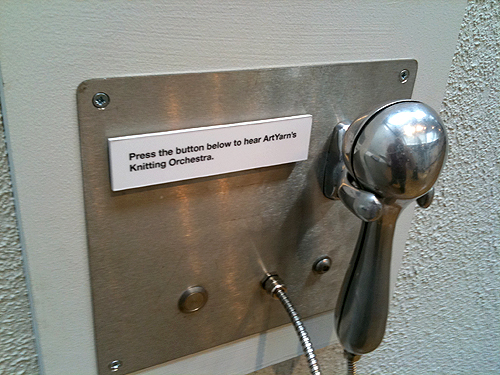 Press the button below to hear ArtYarn's
Knitting Orchestra.